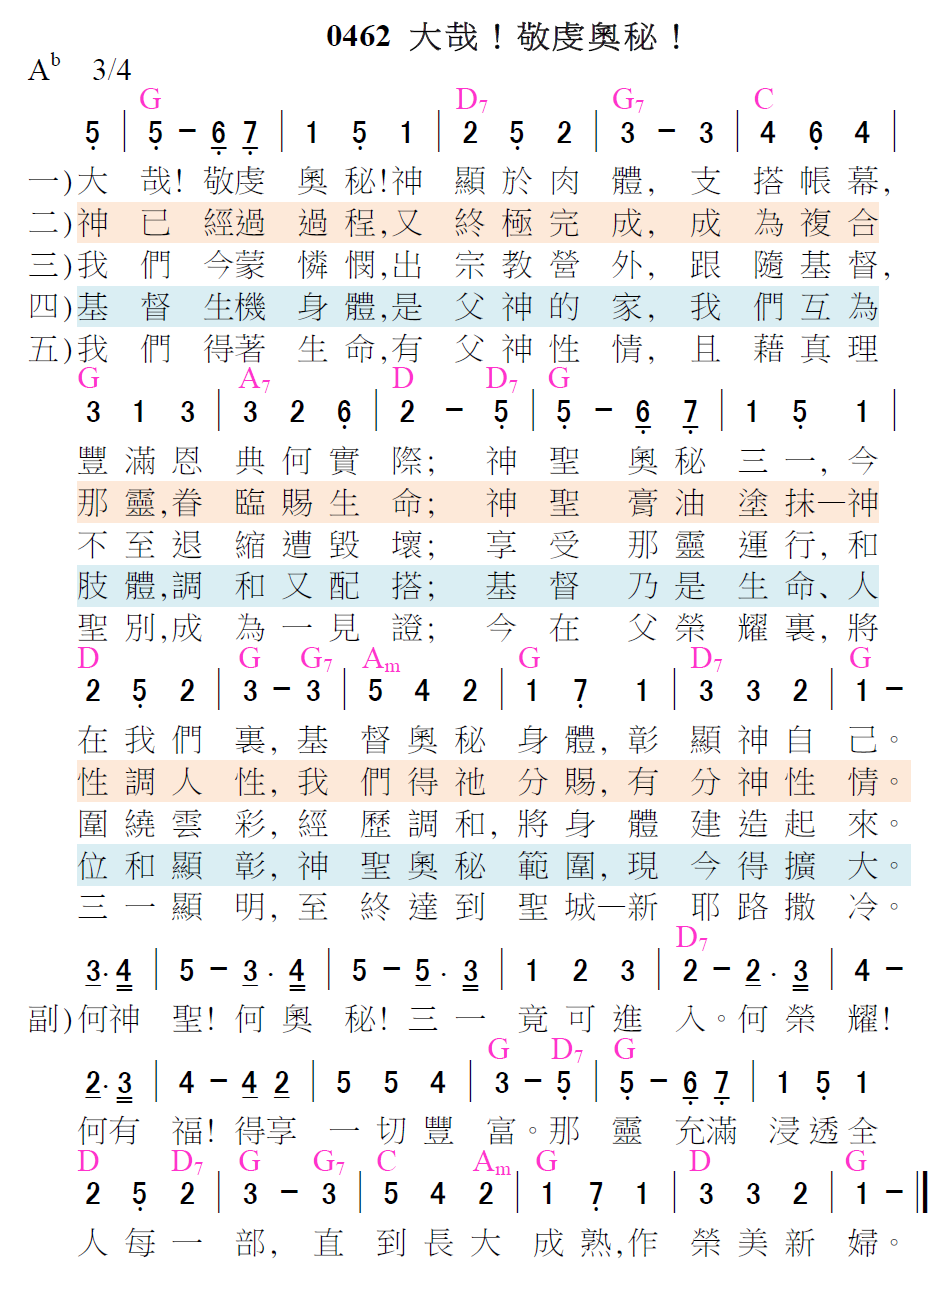 0462 大哉！敬虔奧秘！
A♭ 3/4
G D7 G7 C
5̣ | 5̣ - 6̣ 7̣ | 1 5̣ 1 | 2 5̣ 2 | 3 - 3 | 4 6̣ 4 |
一)大 哉! 敬虔 奧 秘!神 顯 於 肉 體, 支 搭 帳 幕,
二)神 已 經過 過 程,又 終 極 完 成, 成 為 複 合
三)我 們 今蒙 憐 憫,出 宗 教 營 外, 跟 隨 基 督,
四)基 督 生機 身 體,是 父 神 的 家, 我 們 互 為
五)我 們 得著 生 命,有 父 神 性 情, 且 藉 真 理
G A7 D D7 G
3 1 3 | 3 2 6̣ | 2 - 5̣ | 5̣ - 6̣ 7̣ | 1 5̣ 1 |
豐 滿 恩 典 何 實 際; 神 聖 奧 秘 三 一, 今
那 靈,眷 臨 賜 生 命; 神 聖 膏 油 塗 抹—神
不 至 退 縮 遭 毀 壞; 享 受 那 靈 運 行, 和
肢 體,調 和 又 配 搭; 基 督 乃 是 生 命、人
聖 別,成 為 一 見 證; 今 在 父 榮 耀 裏, 將
D G G7 Am G D7 G
2 5̣ 2 | 3 - 3 | 5 4 2 | 1 7̣ 1 | 3 3 2 | 1 -
在 我 們 裏, 基 督 奧 秘 身 體, 彰 顯 神 自 己。
性 調 人 性, 我 們 得 祂 分 賜, 有 分 神 性 情。
圍 繞 雲 彩, 經 歷 調 和, 將 身 體 建 造 起 來。
位 和 顯 彰, 神 聖 奧 秘 範 圍, 現 今 得 擴 大。
三 一 顯 明, 至 終 達 到 聖 城—新 耶 路 撒 冷。
D7
3· 4 | 5 - 3· 4 | 5 - 5· 3 | 1 2 3 | 2 - 2· 3 | 4 -
副)何神 聖! 何 奧 秘! 三 一 竟 可 進 入。何 榮 耀!
G D7 G
2· 3 | 4 - 4 2 | 5 5 4 | 3 - 5̣ | 5̣ - 6̣ 7̣ | 1 5̣ 1
何有 福! 得享 一 切 豐 富。那 靈 充滿 浸 透 全
D D7 G G7 C Am G D G
2 5̣ 2 | 3 - 3 | 5 4 2 | 1 7̣ 1 | 3 3 2 | 1 - ‖
人 每 一 部, 直 到 長 大 成 熟,作 榮 美 新 婦。